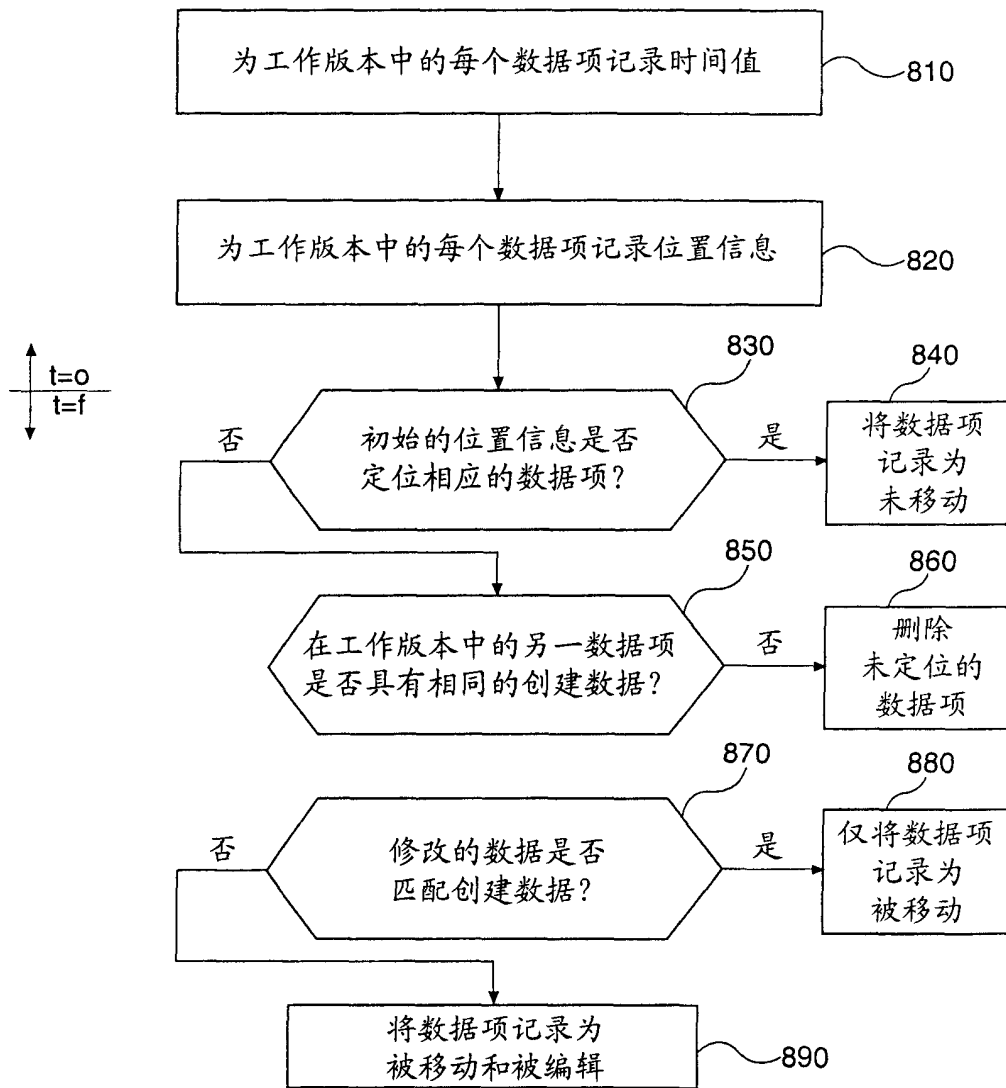 为工作版本中的每个数据项记录时间值
810
为工作版本中的每个数据项记录位置信息
820
t=o
t=f
830
初始的位置信息是否
定位相应的数据项?
否
是
840
将数据项
记录为
未移动
850
在工作版本中的另一数据项
是否具有相同的创建数据?
否
860
删除
未定位的
数据项
870
修改的数据是否
匹配创建数据?
否
是
880
仅将数据项
记录为
被移动
将数据项记录为
被移动和被编辑
890